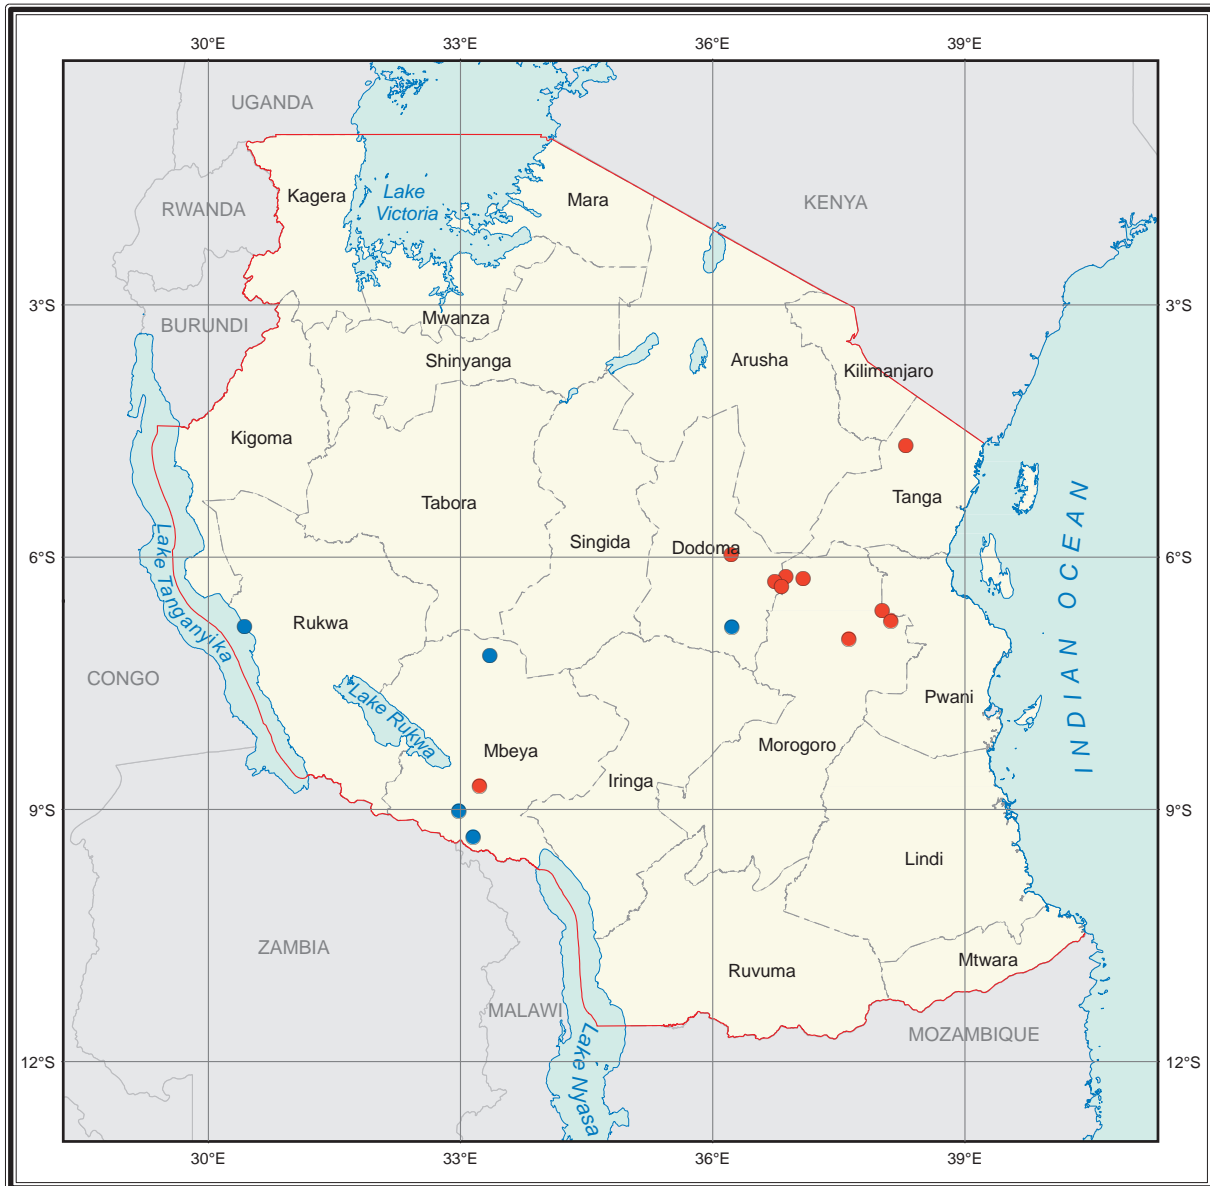 30°E 33°E 36°E 39°E
UGANDA
Kagera
Lake
Victoria
Mara
KENYA
RWANDA
3°S 3°S
BURUNDI
Mwanza
Shinyanga
Arusha
Kilimanjaro
Kigoma
Tabora
Tanga
Singida
Dodoma
6°S 6°S
Lake Tanganyika
INDIAN OCEAN
Rukwa
CONGO
Lake Rukwa
Pwani
Mbeya
Morogoro
Iringa
9°S 9°S
Lindi
ZAMBIA
Ruvuma
Mtwara
MALAWI
MOZAMBIQUE
Lake Nyasa
12°S 12°S
30°E 33°E 36°E 39°E